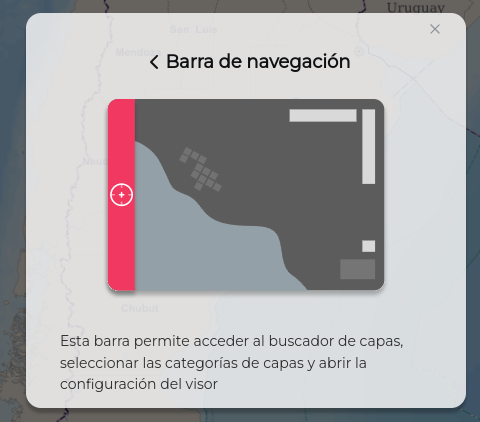 Uruguay
San Luis
Mendoza
Barra de navegación
Chubut
Esta barra permite acceder al buscador de capas,
seleccionar las categorías de capas y abrir la
configuración del visor